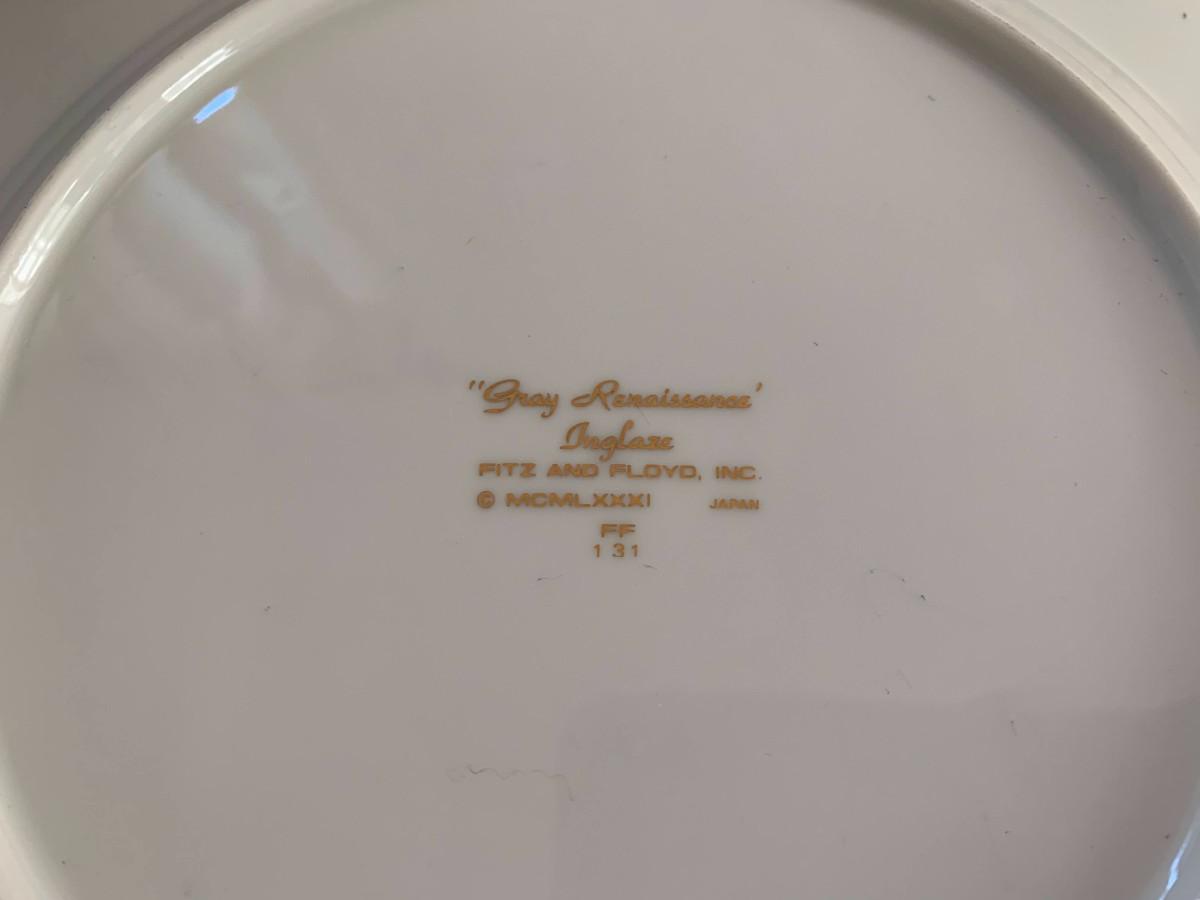 "Gray Renaissance'
Inglaze
FITZ AND FLOYD, INC.
© MCMLXXXI JAPAN
FF
131